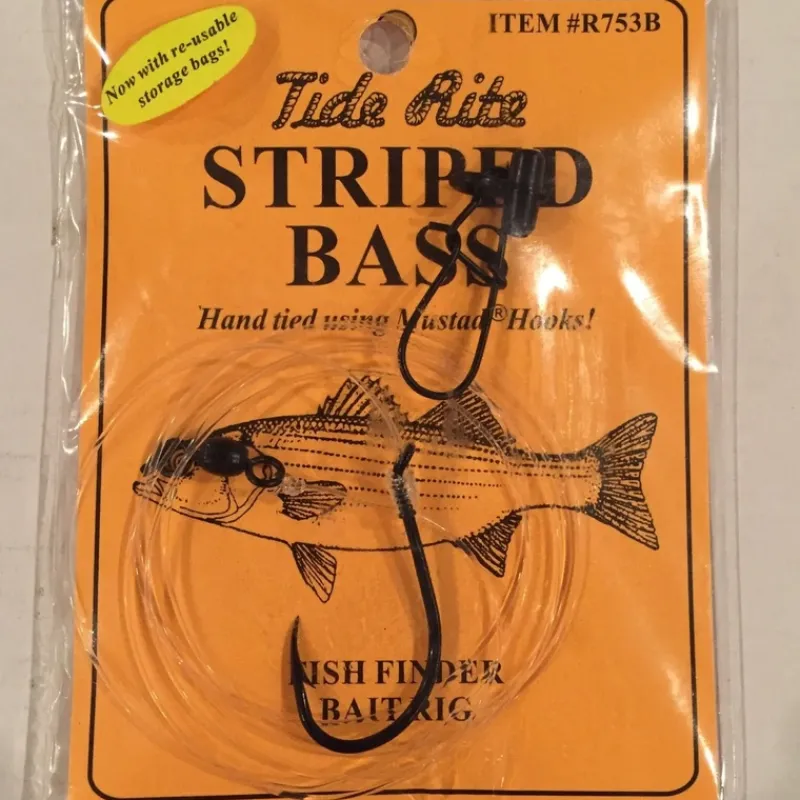 Now with re-usable
storage bags!
ITEM #R753B
Tide Rite
STRIPED
BASS
Hand tied using Mustad® Hooks!
FISH FINDER
BAIT RIG